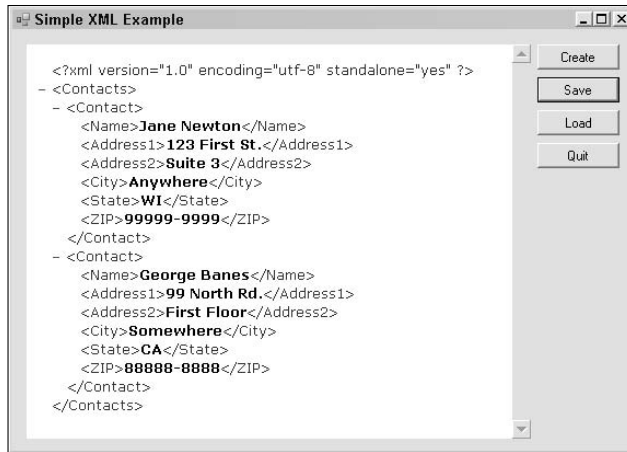 Simple XML Example
<?xml version="1.0" encoding="utf-8" standalone="yes" ?>
- <Contacts>
- <Contact>
<Name>Jane Newton</Name>
<Address1>123 First St.</Address1>
<Address2>Suite 3</Address2>
<City>Anywhere</City>
<State>WI</State>
<ZIP>99999-9999</ZIP>
</Contact>
- <Contact>
<Name>George Banes</Name>
<Address1>99 North Rd.</Address1>
<Address2>First Floor</Address2>
<City>Somewhere</City>
<State>CA</State>
<ZIP>88888-8888</ZIP>
</Contact>
</Contacts>
Create
Save
Load
Quit